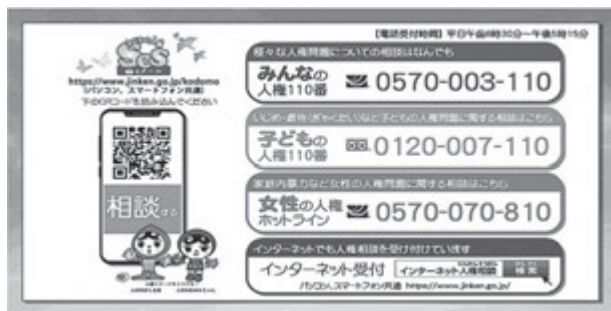 【電話受付時間】平日午前8時30分～午後5時15分
SOS
https://www.jinken.go.jp/kodomo
(パソコン、スマートフォン共通)
下のQRコードを読み込んでください
相談する
様々な人権問題についての相談はなんでも
みんなの
人権110番
0570-003-110
いじめ・虐待(ぎゃくたい)など子どもの人権問題に関する相談はこちら
子どもの
人権110番
0120-007-110
家庭内暴力など女性の人権問題に関する相談はこちら
女性の人権
ホットライン
0570-070-810
インターネットでも人権相談を受け付けています
インターネット受付
インターネット人権相談
検索
パソコン、スマートフォン共通 https://www.jinken.go.jp/